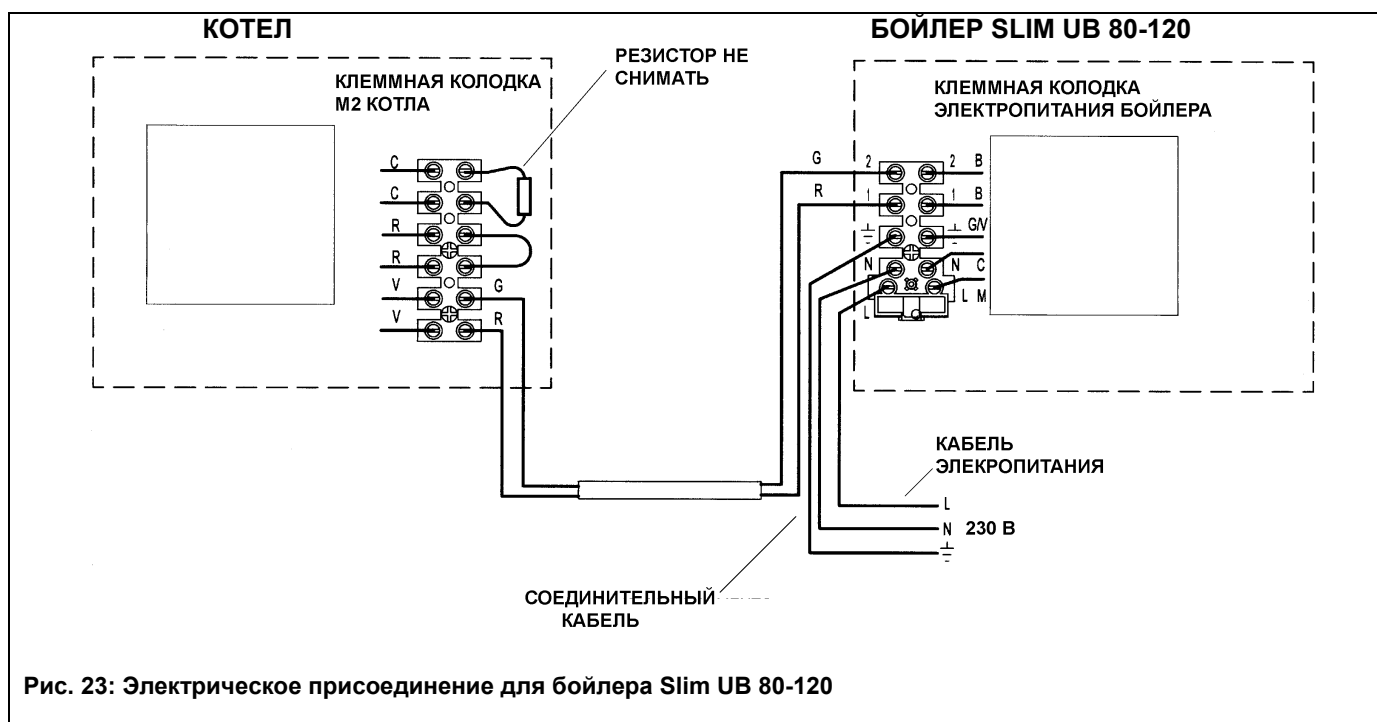 КОТЕЛ
БОЙЛЕР SLIM UB 80-120
РЕЗИСТОР НЕ
СНИМАТЬ
КЛЕММНАЯ КОЛОДКА
М2 КОТЛА
КЛЕММНАЯ КОЛОДКА
ЭЛЕКТРОПИТАНИЯ БОЙЛЕРА
C
C
R
R
V
V
G
R
G
R
2
1
N
L
2 B
1 B
G/V
N C
L M
КАБЕЛЬ
ЭЛЕКРОПИТАНИЯ
L
N 230 В
СОЕДИНИТЕЛЬНЫЙ
КАБЕЛЬ
Рис. 23: Электрическое присоединение для бойлера Slim UB 80-120